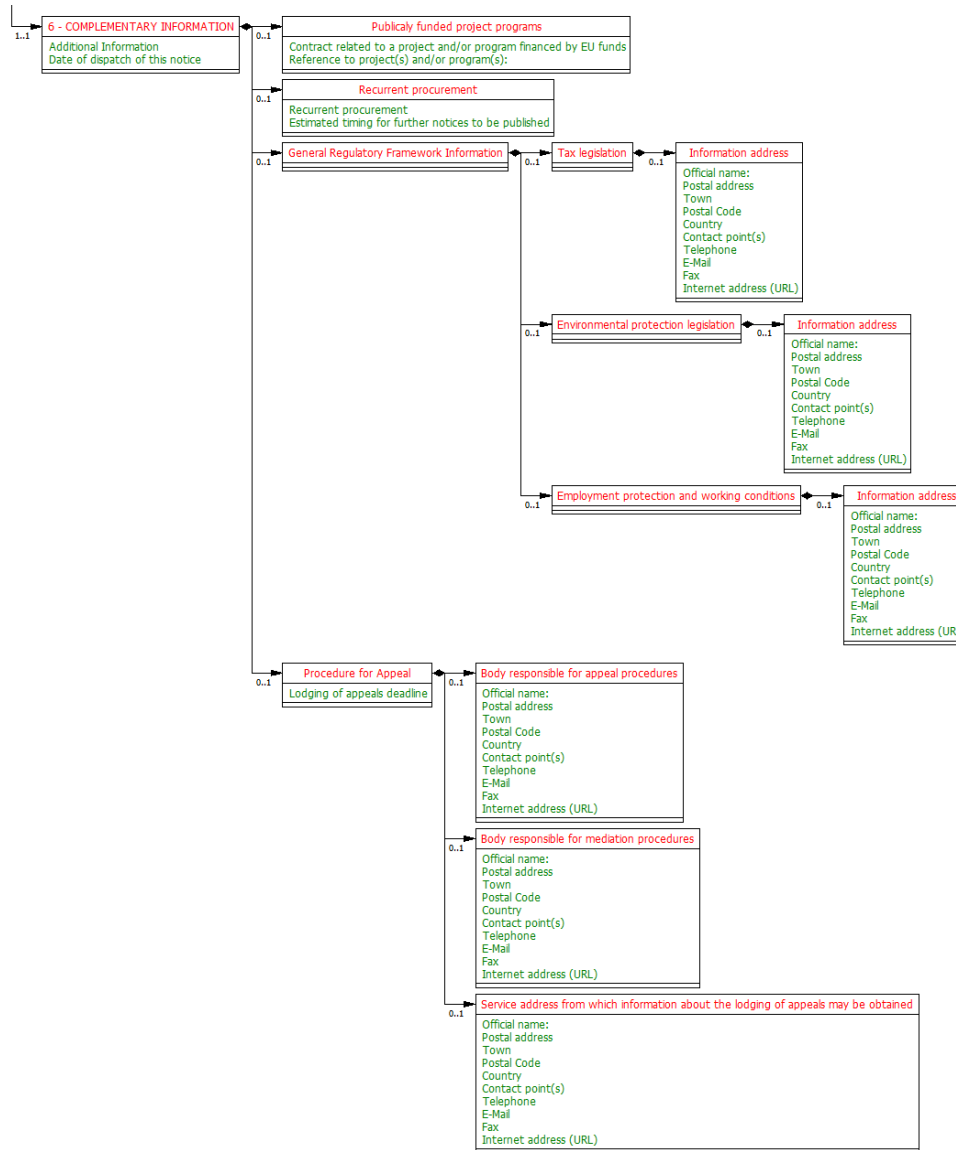 6 - COMPLEMENTARY INFORMATION
1..1
Additional Information
Date of dispatch of this notice
0..1
Publicaly funded project programs
Contract related to a project and/or program financed by EU funds
Reference to project(s) and/or program(s):
0..1
Recurrent procurement
Recurrent procurement
Estimated timing for further notices to be published
0..1
General Regulatory Framework Information
0..1
Tax legislation
0..1
Information address
Official name:
Postal address
Town
Postal Code
Country
Contact point(s)
Telephone
E-Mail
Fax
Internet address (URL)
0..1
Environmental protection legislation
0..1
Information address
Official name:
Postal address
Town
Postal Code
Country
Contact point(s)
Telephone
E-Mail
Fax
Internet address (URL)
0..1
Employment protection and working conditions
0..1
Information address
Official name:
Postal address
Town
Postal Code
Country
Contact point(s)
Telephone
E-Mail
Fax
Internet address (UR
0..1
Procedure for Appeal
Lodging of appeals deadline
0..1
Body responsible for appeal procedures
Official name:
Postal address
Town
Postal Code
Country
Contact point(s)
Telephone
E-Mail
Fax
Internet address (URL)
0..1
Body responsible for mediation procedures
Official name:
Postal address
Town
Postal Code
Country
Contact point(s)
Telephone
E-Mail
Fax
Internet address (URL)
0..1
Service address from which information about the lodging of appeals may be obtained
Official name:
Postal address
Town
Postal Code
Country
Contact point(s)
Telephone
E-Mail
Fax
Internet address (URL)